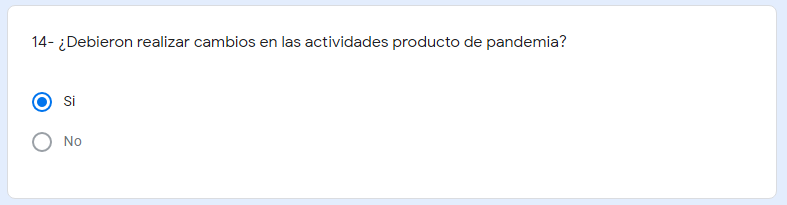 14- ¿Debieron realizar cambios en las actividades producto de pandemia?
Si
No